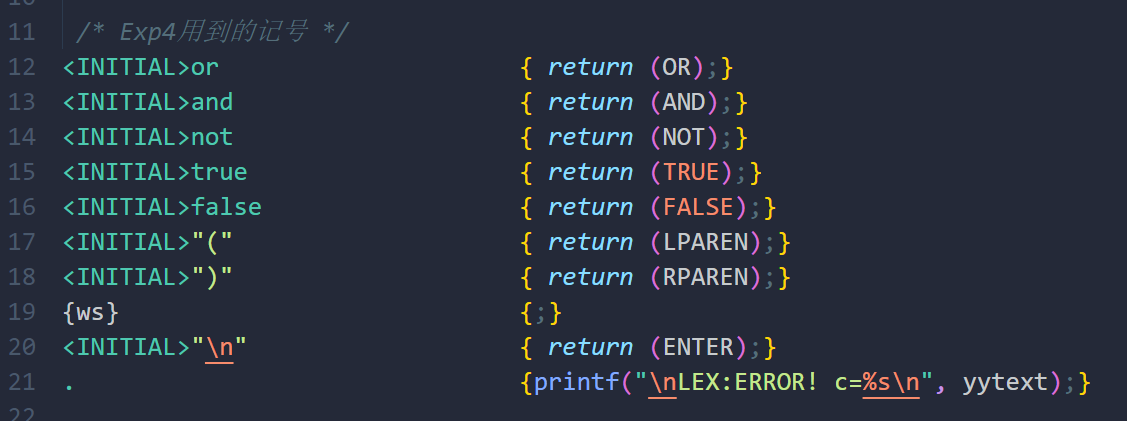 11 /* Exp4用到的记号 */
12 <INITIAL>or { return (OR);}
13 <INITIAL>and { return (AND);}
14 <INITIAL>not { return (NOT);}
15 <INITIAL>true { return (TRUE);}
16 <INITIAL>false { return (FALSE);}
17 <INITIAL>"(" { return (LPAREN);}
18 <INITIAL>")" { return (RPAREN);}
19 {ws} {;}
20 <INITIAL>"\n" { return (ENTER);}
21 . {printf("\nLEX:ERROR! c=%s\n", yytext);}
22